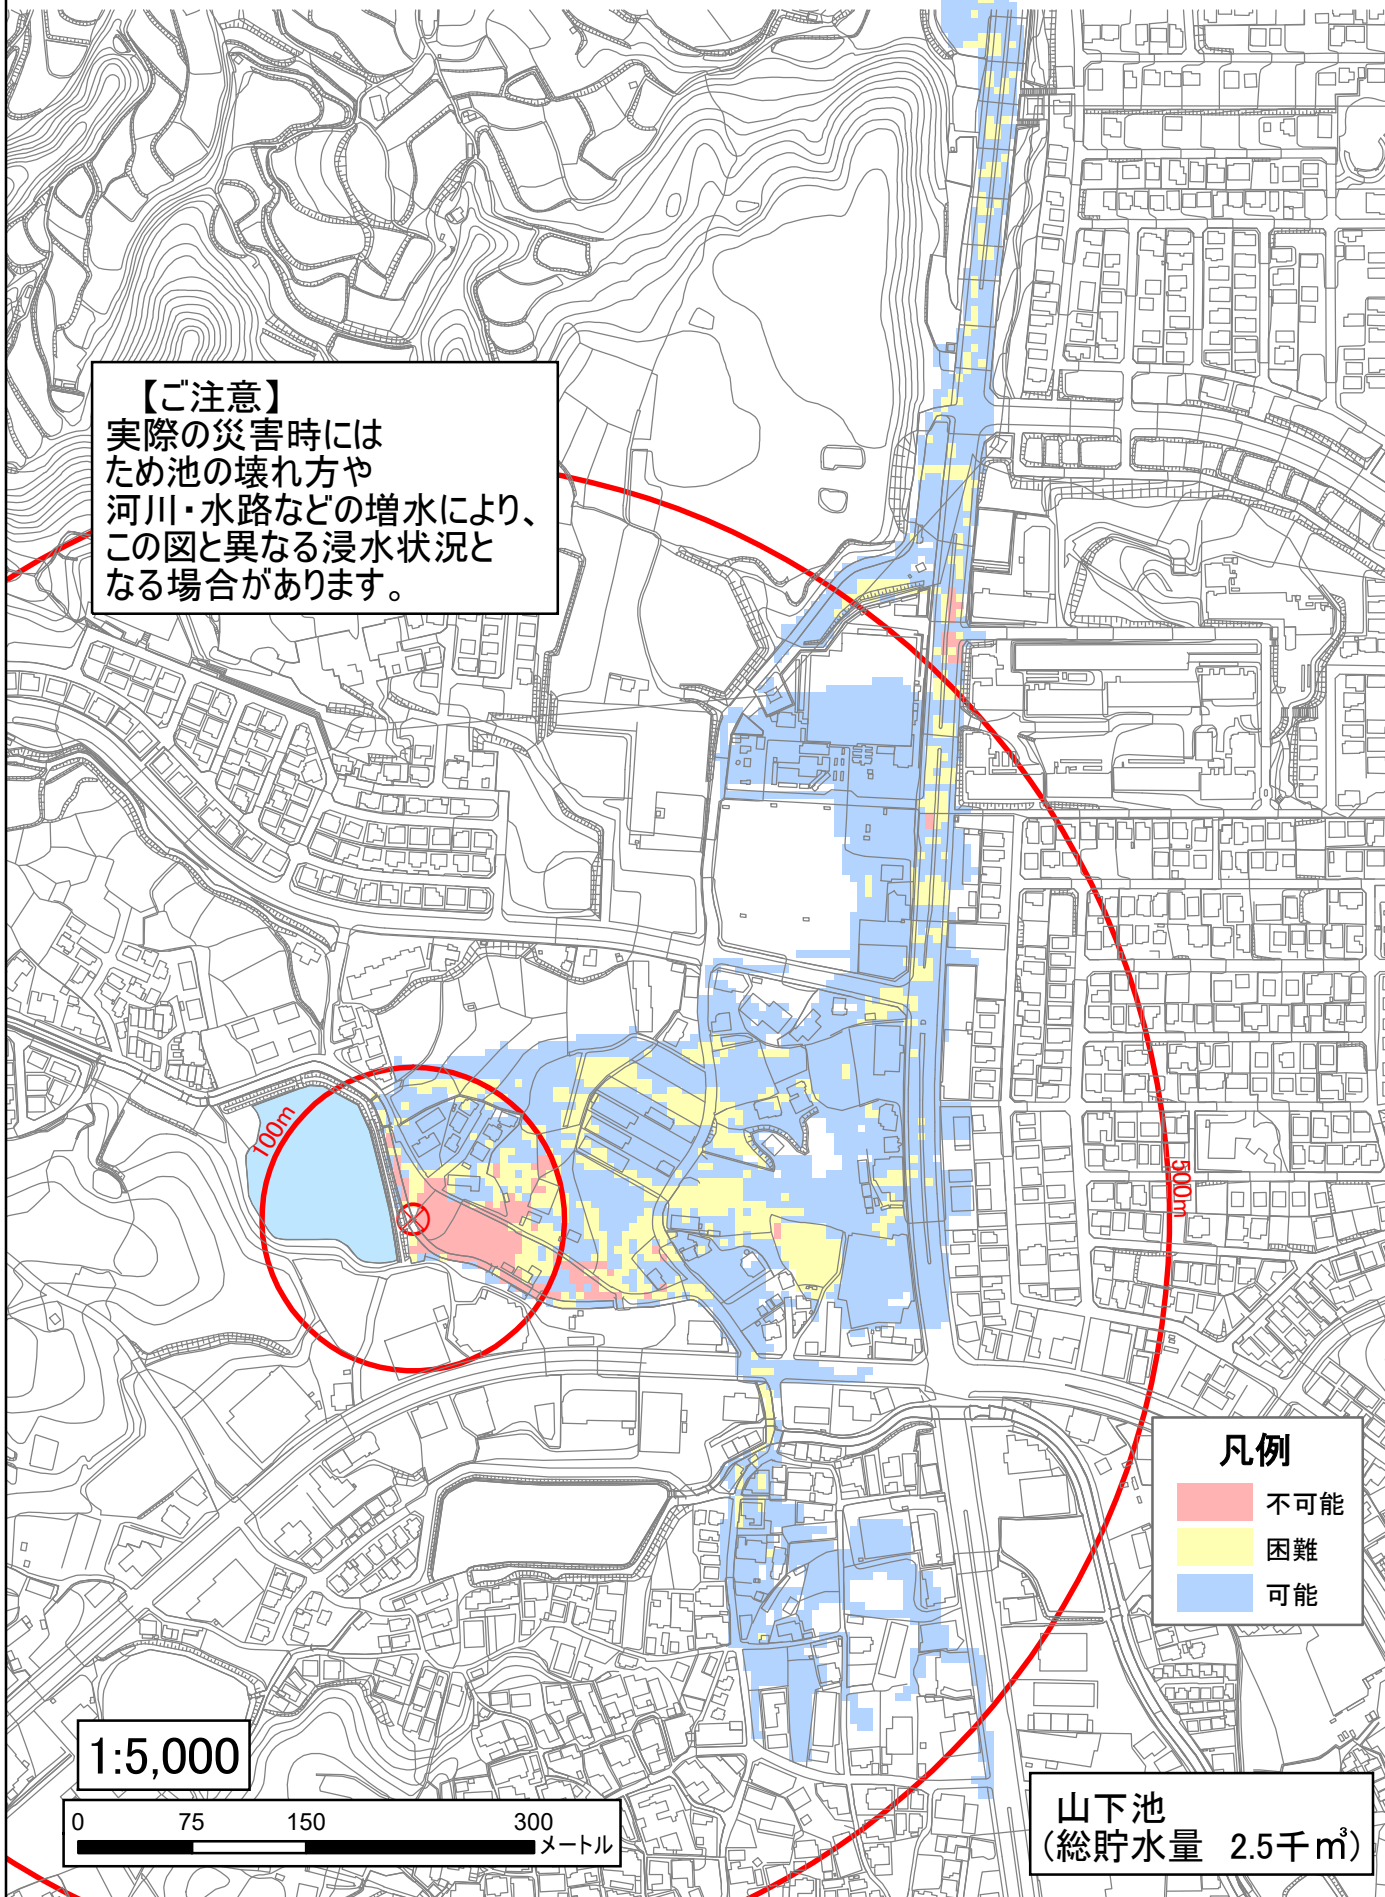 【ご注意】
実際の災害時には
ため池の壊れ方や
河川・水路などの増水により、
この図と異なる浸水状況と
なる場合があります。
100m
500m
凡例
不可能
困難
可能
1:5,000
0 75 150 300
メートル
山下池
(総貯水量 2.5千㎥)